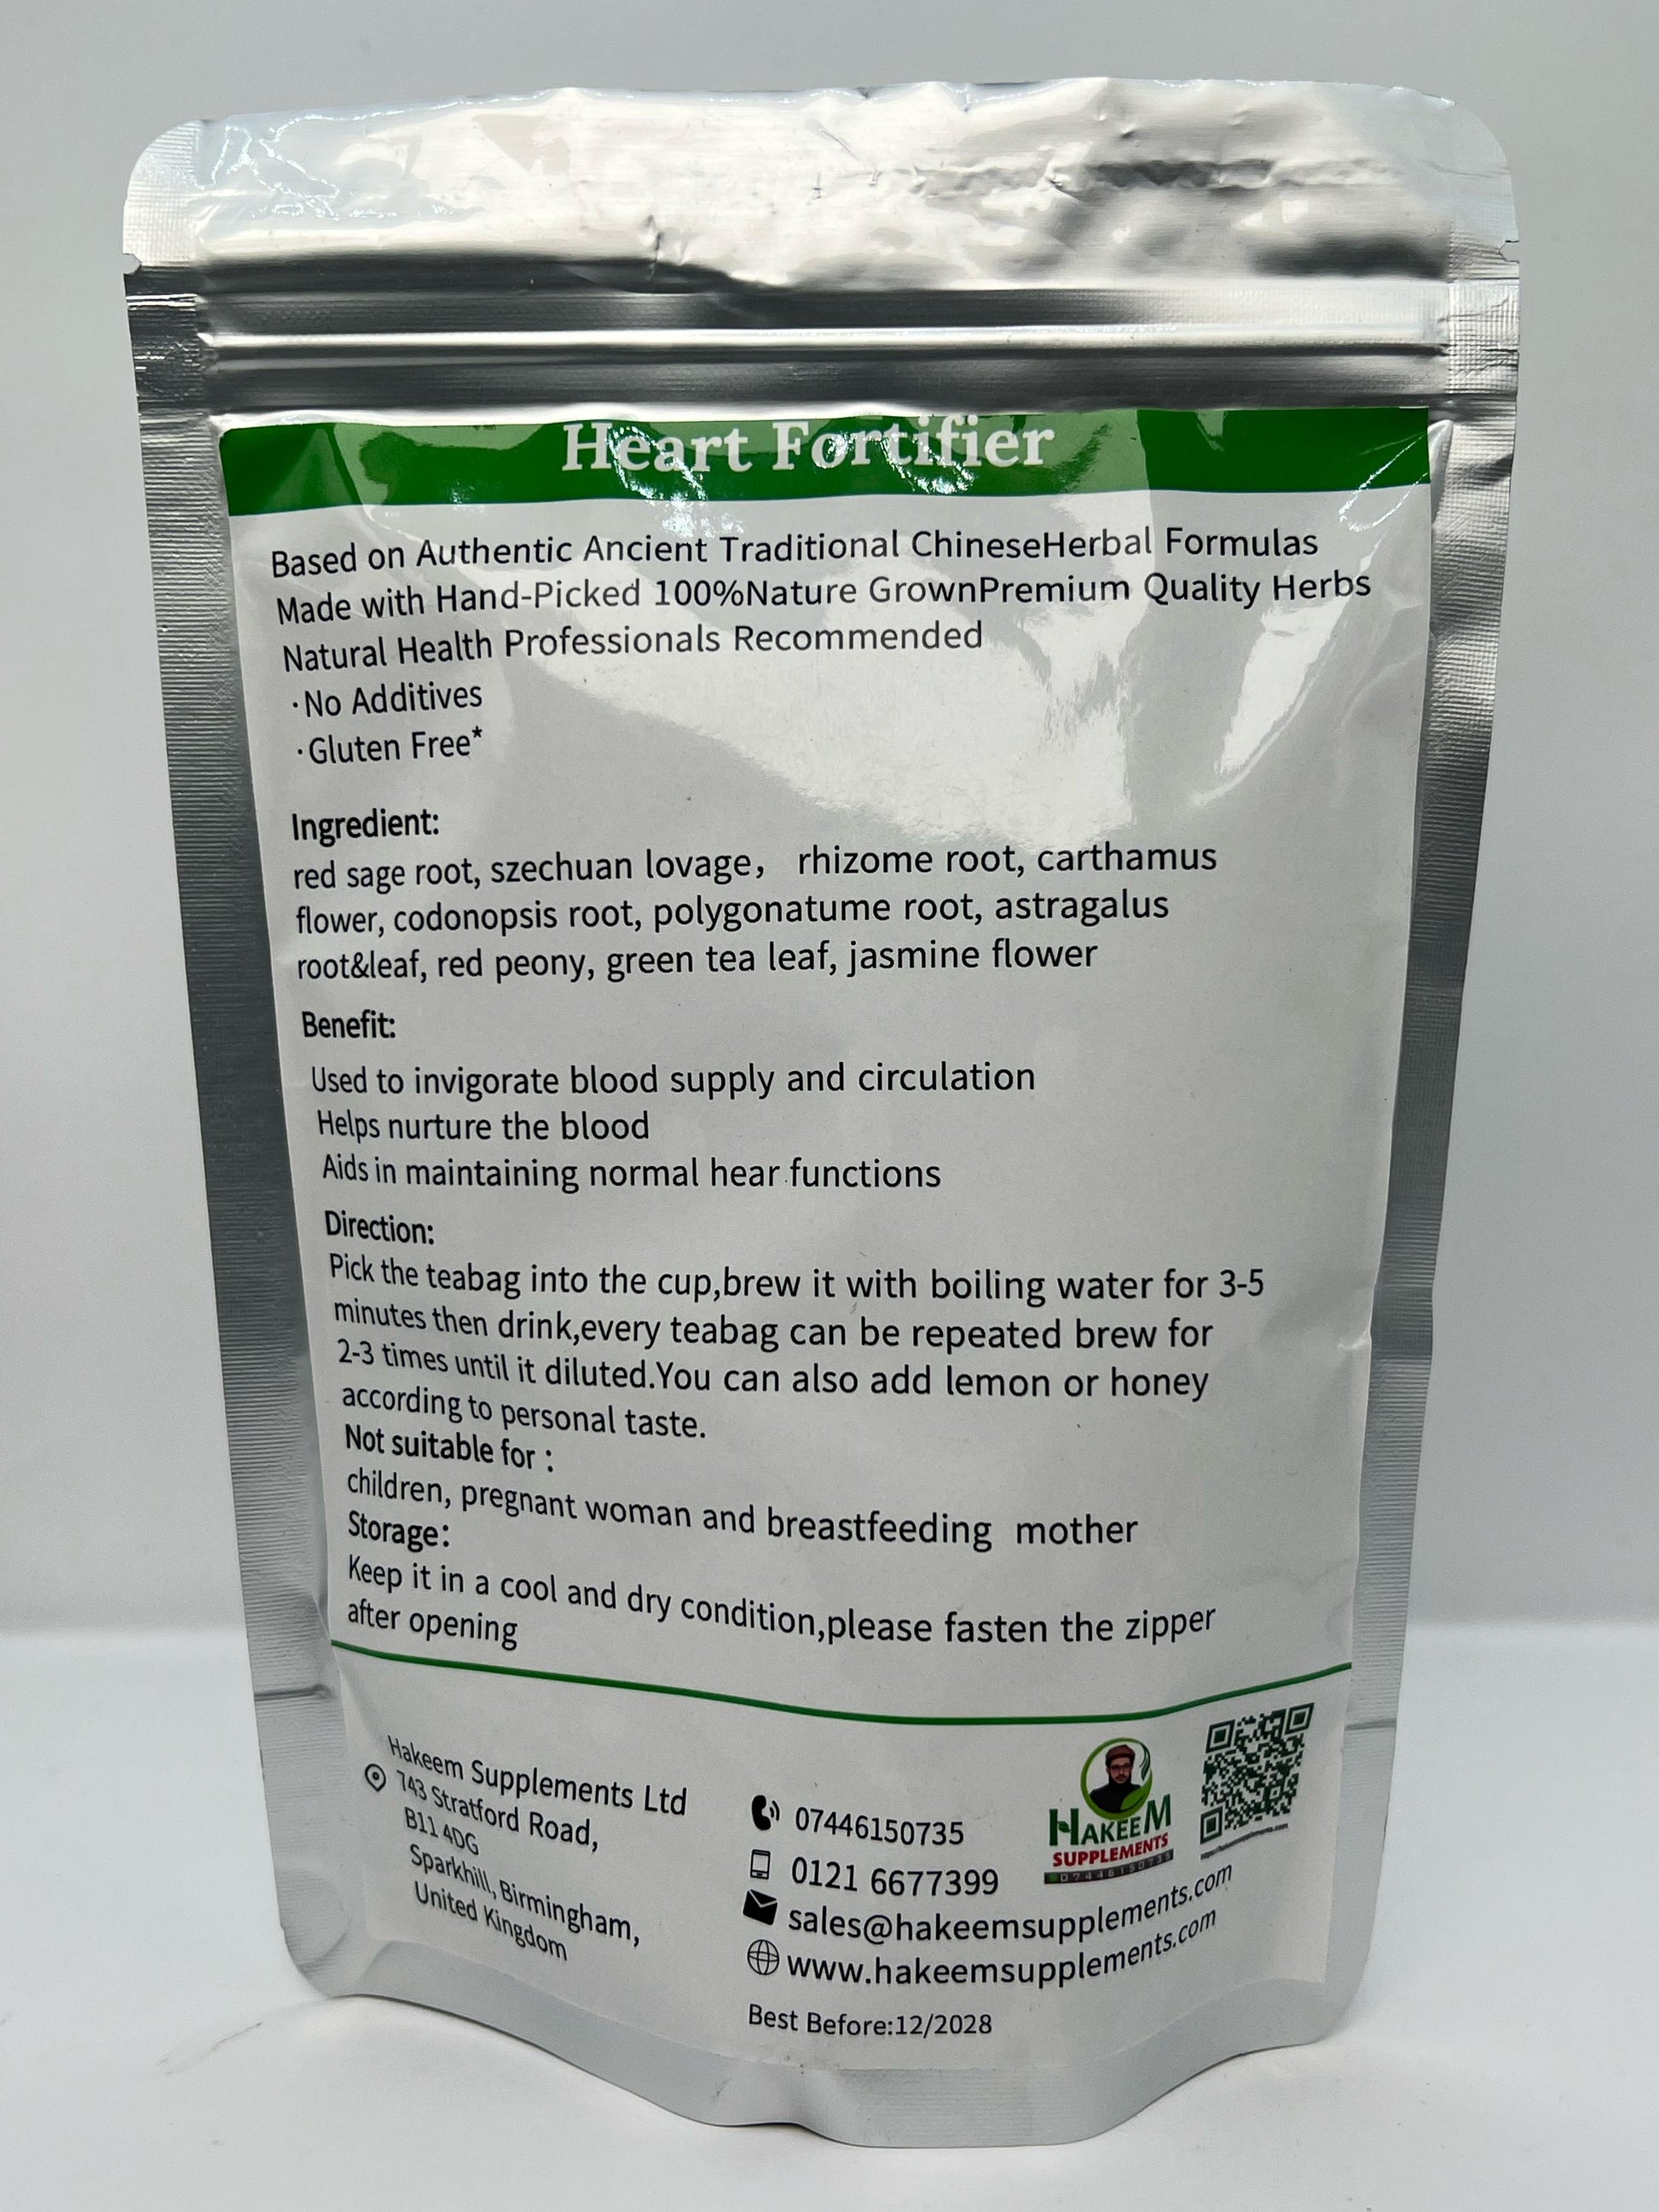 Heart Fortifier
Based on Authentic Ancient Traditional ChineseHerbal Formulas
Made with Hand-Picked 100%Nature GrownPremium Quality Herbs
Natural Health Professionals Recommended
·No Additives
·Gluten Free*
Ingredient:
red sage root, szechuan lovage， rhizome root, carthamus
flower, codonopsis root, polygonatume root, astragalus
root&leaf, red peony, green tea leaf, jasmine flower
Benefit:
Used to invigorate blood supply and circulation
Helps nurture the blood
Aids in maintaining normal hear functions
Direction:
Pick the teabag into the cup,brew it with boiling water for 3-5
minutes then drink,every teabag can be repeated brew for
2-3 times until it diluted.You can also add lemon or honey
according to personal taste.
Not suitable for :
children, pregnant woman and breastfeeding mother
Storage:
Keep it in a cool and dry condition,please fasten the zipper
after opening
Hakeem Supplements Ltd
743 Stratford Road,
B11 4DG
Sparkhill, Birmingham,
United Kingdom
07446150735
0121 6677399
sales@hakeemsupplements.com
www.hakeemsupplements.com
Best Before:12/2028
HAKEEM
SUPPLEMENTS
07446150735